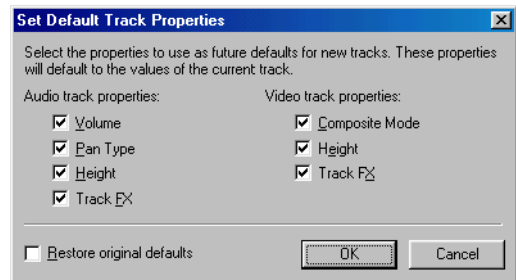 Set Default Track Properties
Select the properties to use as future defaults for new tracks. These properties
will default to the values of the current track.
Audio track properties:
Video track properties:
Volume
Composite Mode
Pan Type
Height
Height
Track FX
Track FX
Restore original defaults
OK
Cancel